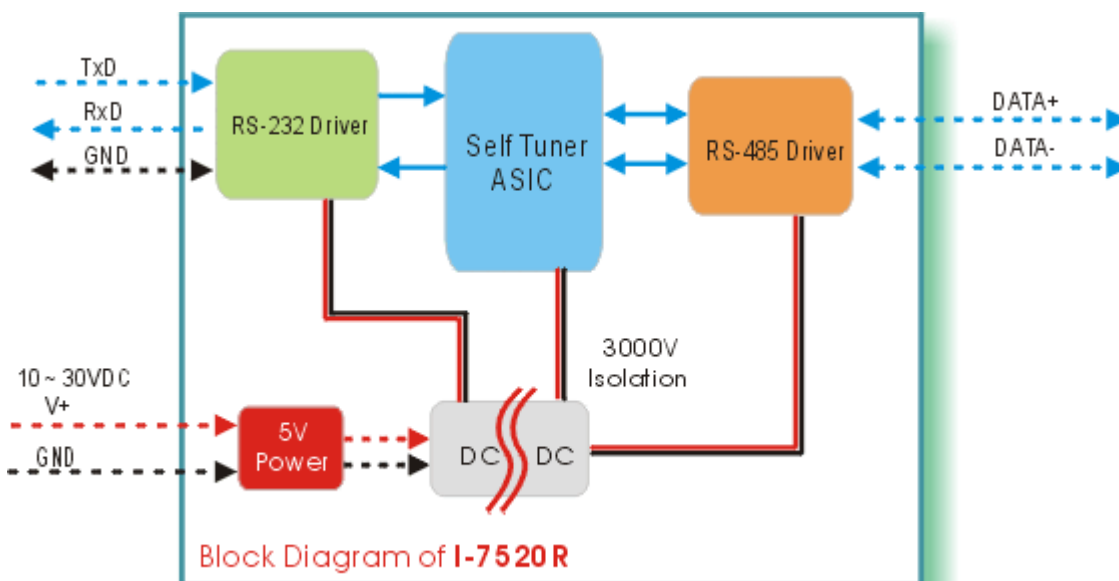 TxD
RxD
GND
RS-232 Driver
Self Tuner
ASIC
RS-485 Driver
DATA+
DATA-
3000V
Isolation
10 ~ 30VDC
V+
GND
5V
Power
DC
DC
Block Diagram of I-7520R